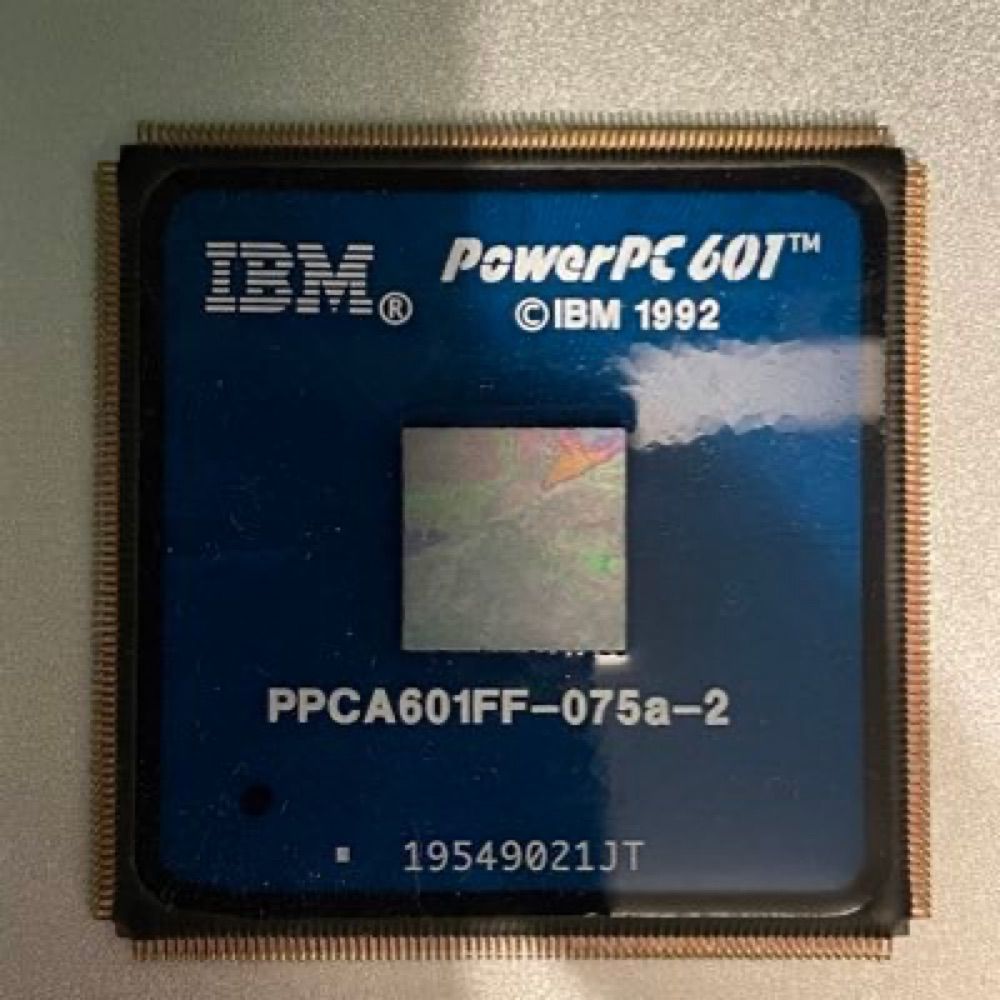 IBM®
PowerPC 601™
©IBM 1992
PPCA601FF-075a-2
19549021JT